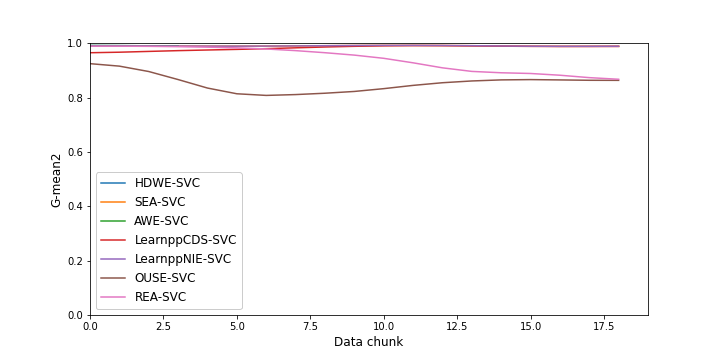 1.0
0.8
0.6
0.4
0.2
0.0
G-mean2
HDWE-SVC
SEA-SVC
AWE-SVC
LearnppCDS-SVC
LearnppNIE-SVC
OUSE-SVC
REA-SVC
0.0 2.5 5.0 7.5 10.0 12.5 15.0 17.5
Data chunk